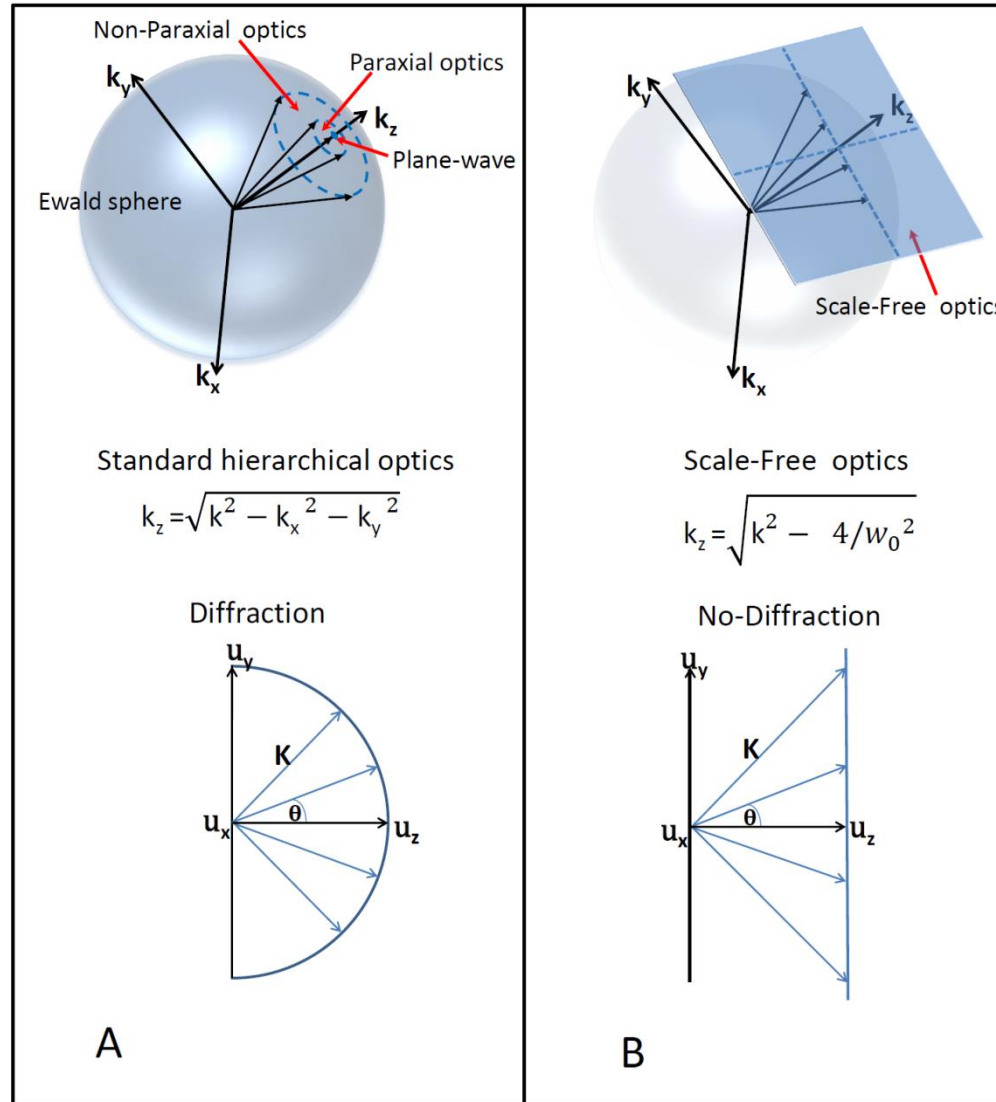 Non-Paraxial optics
Paraxial optics
k_y
k_z
Plane-wave
Ewald sphere
k_x
Standard hierarchical optics
k_z =√(k² − k_x² − k_y²)
Diffraction
u_y
K
θ
u_x
u_z
A
k_y
k_z
Scale-Free optics
k_x
Scale-Free optics
k_z =√(k² − 4/w₀²)
No-Diffraction
u_y
K
θ
u_x
u_z
B